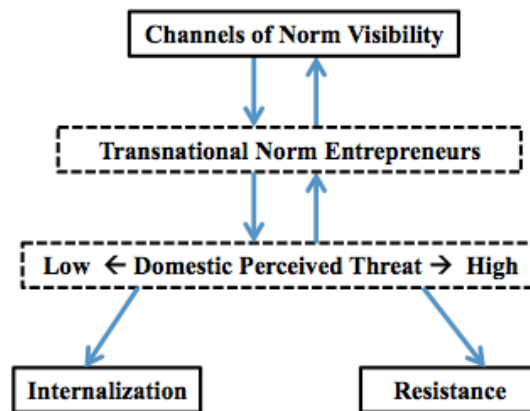 Channels of Norm Visibility
Transnational Norm Entrepreneurs
Low ← Domestic Perceived Threat → High
Internalization
Resistance